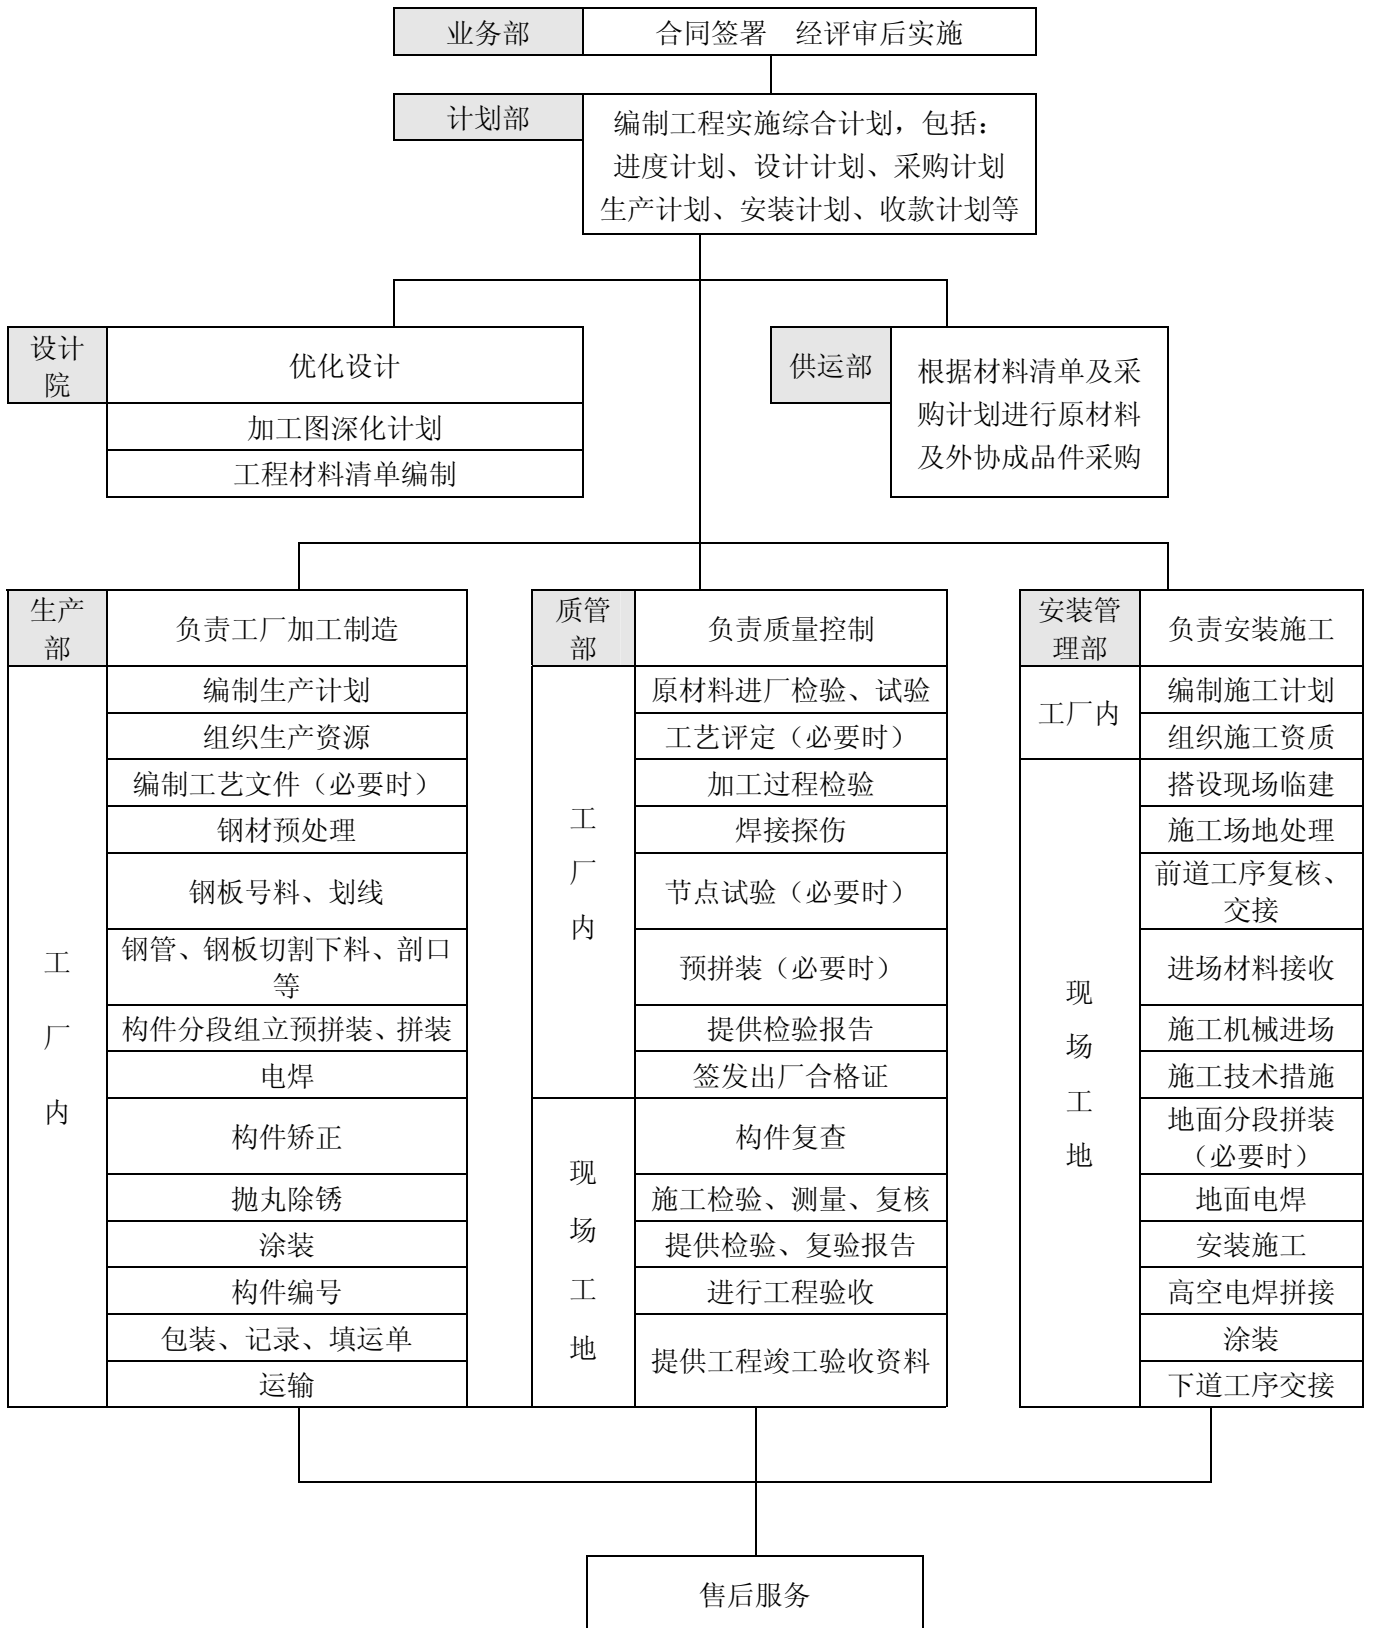 业务部
合同签署 经评审后实施
计划部
编制工程实施综合计划，包括：
进度计划、设计计划、采购计划
生产计划、安装计划、收款计划等
设计
院
优化设计
加工图深化计划
工程材料清单编制
供运部
根据材料清单及采
购计划进行原材料
及外协成品件采购
生产
部
负责工厂加工制造
工
厂
内
编制生产计划
组织生产资源
编制工艺文件（必要时）
钢材预处理
钢板号料、划线
钢管、钢板切割下料、剖口
等
构件分段组立预拼装、拼装
电焊
构件矫正
抛丸除锈
涂装
构件编号
包装、记录、填运单
运输
质管
部
负责质量控制
工
厂
内
原材料进厂检验、试验
工艺评定（必要时）
加工过程检验
焊接探伤
节点试验（必要时）
预拼装（必要时）
提供检验报告
签发出厂合格证
现
场
工
地
构件复查
施工检验、测量、复核
提供检验、复验报告
进行工程验收
提供工程竣工验收资料
安装管
理部
负责安装施工
工厂内
编制施工计划
组织施工资质
现
场
工
地
搭设现场临建
施工场地处理
前道工序复核、
交接
进场材料接收
施工机械进场
施工技术措施
地面分段拼装
（必要时）
地面电焊
安装施工
高空电焊拼接
涂装
下道工序交接
售后服务